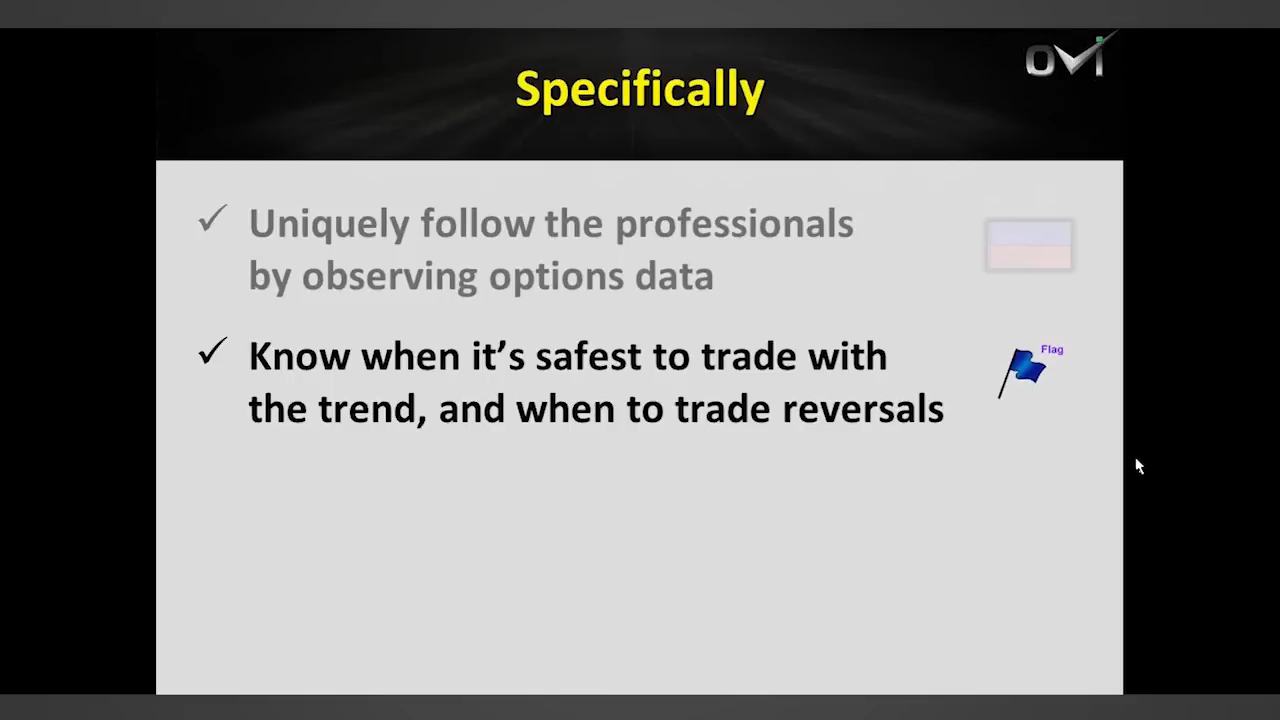 OVI
Specifically
✓ Uniquely follow the professionals
by observing options data
✓ Know when it's safest to trade with
the trend, and when to trade reversals
Flag